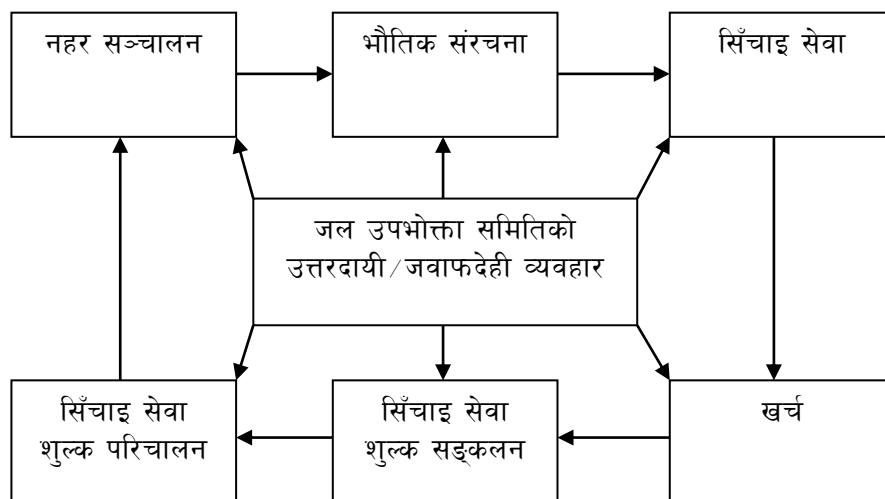 नहर सञ्चालन
भौतिक संरचना
सिँचाइ सेवा
जल उपभोक्ता समितिको
उत्तरदायी/जवाफदेही व्यवहार
सिँचाइ सेवा
शुल्क परिचालन
सिँचाइ सेवा
शुल्क सङ्कलन
खर्च